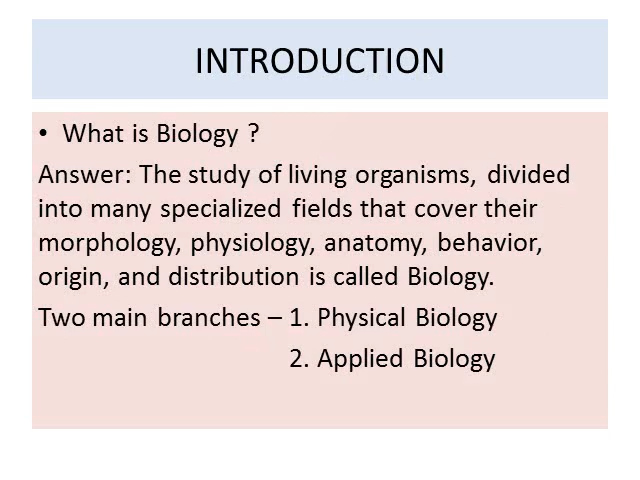 INTRODUCTION
• What is Biology ?
Answer: The study of living organisms, divided
into many specialized fields that cover their
morphology, physiology, anatomy, behavior,
origin, and distribution is called Biology.
Two main branches – 1. Physical Biology
2. Applied Biology